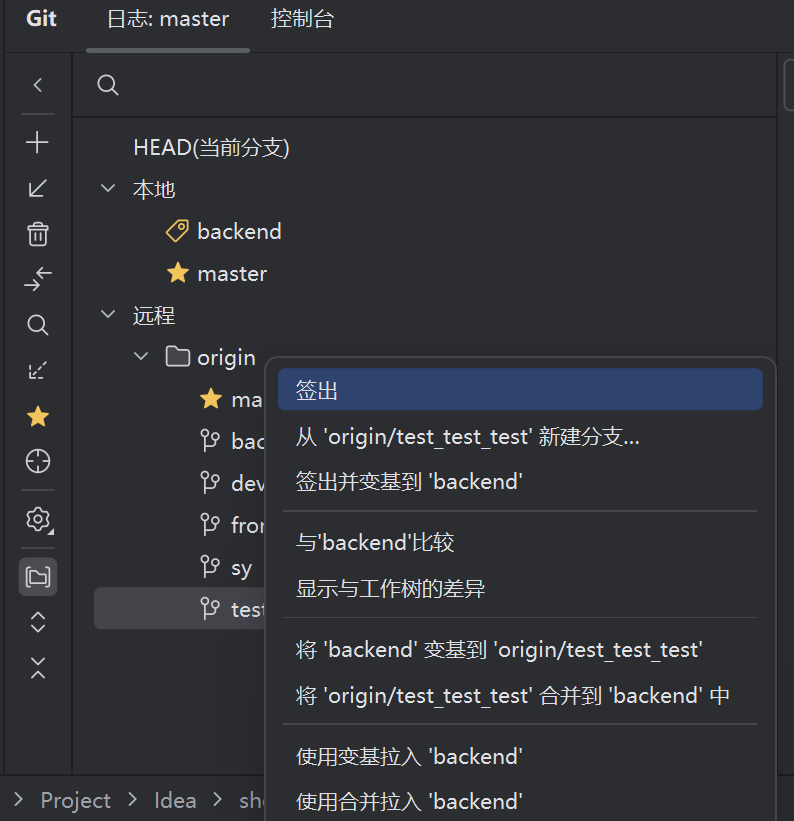 Git 日志: master 控制台
HEAD(当前分支)
本地
backend
master
远程
origin
ma
bac
dev
fron
sy
test
签出
从 'origin/test_test_test' 新建分支...
签出并变基到 'backend'
与'backend'比较
显示与工作树的差异
将 'backend' 变基到 'origin/test_test_test'
将 'origin/test_test_test' 合并到 'backend' 中
使用变基拉入 'backend'
使用合并拉入 'backend'
Project Idea sho